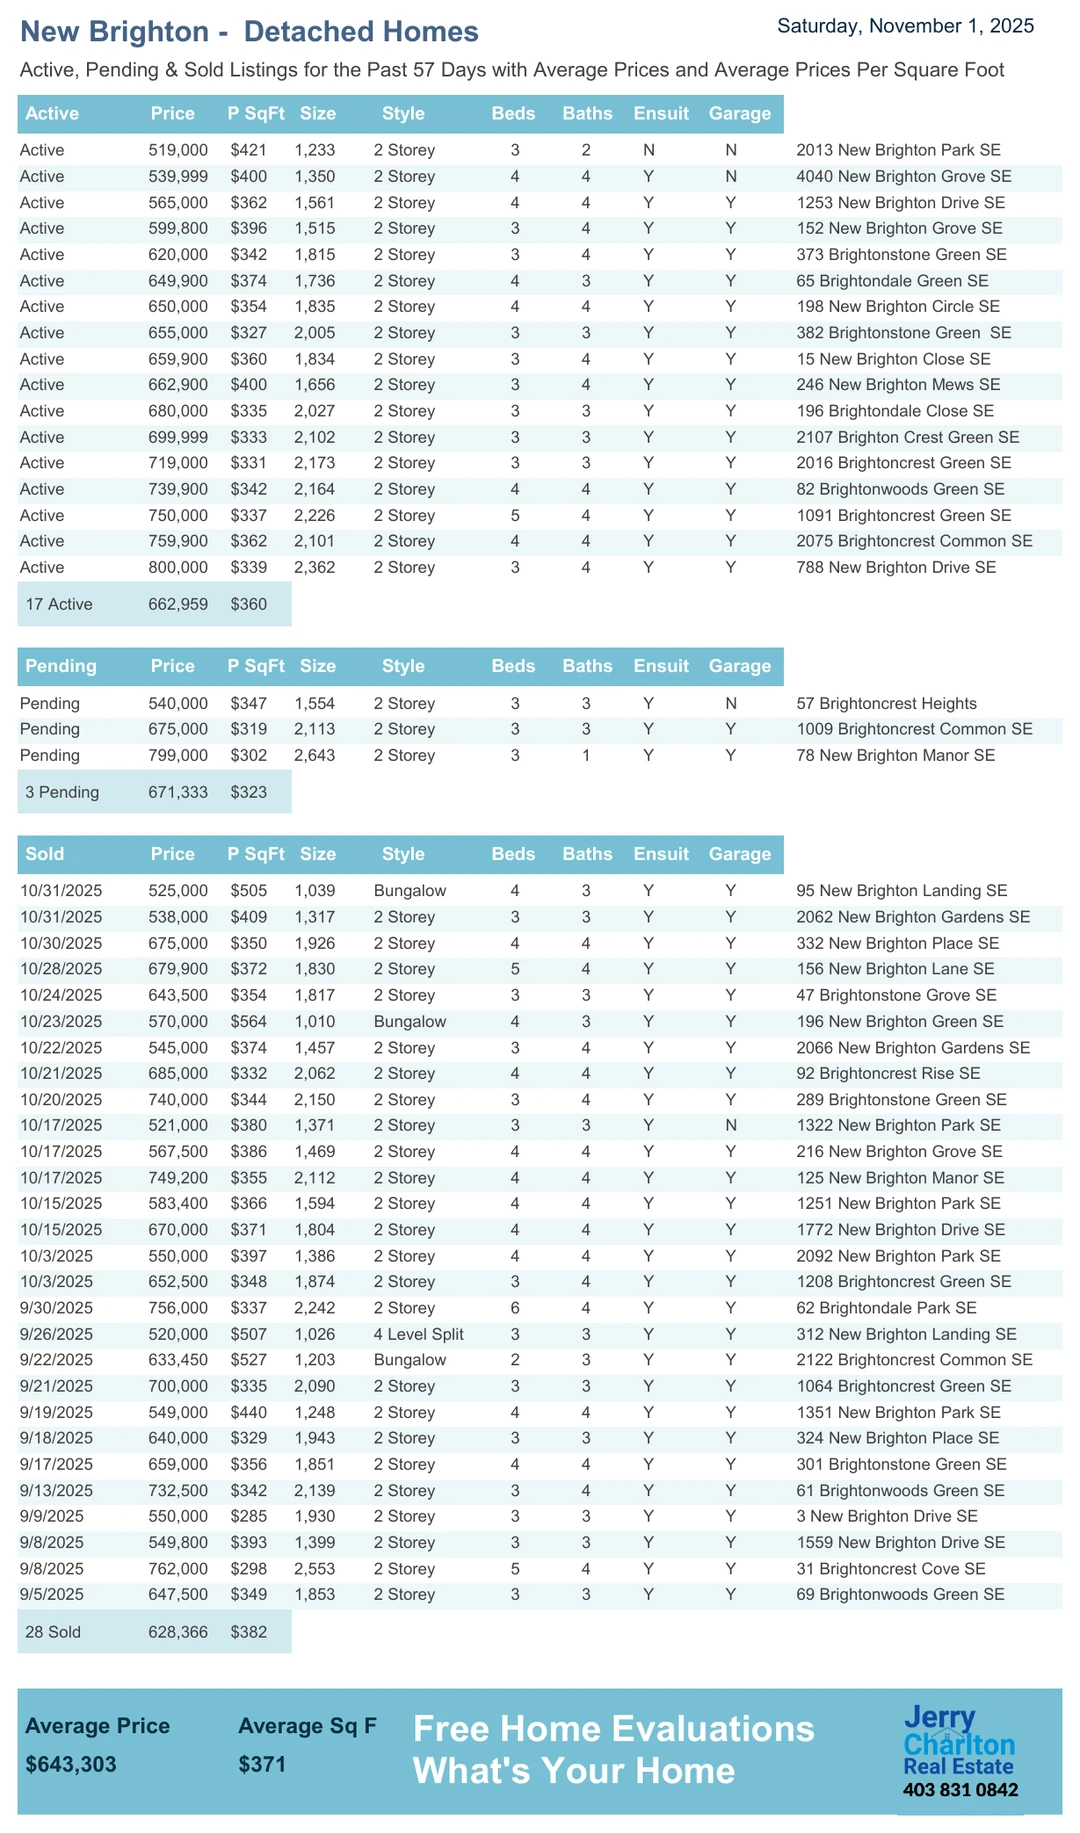 New Brighton -  Detached Homes
Saturday, November 1, 2025
Active, Pending & Sold Listings for the Past 57 Days with Average Prices and Average Prices Per Square Foot
Active Price P SqFt Size Style Beds Baths Ensuit Garage
Active 519,000 $421 1,233 2 Storey 3 2 N N 2013 New Brighton Park SE
Active 539,999 $400 1,350 2 Storey 4 4 Y N 4040 New Brighton Grove SE
Active 565,000 $362 1,561 2 Storey 4 4 Y Y 1253 New Brighton Drive SE
Active 599,800 $396 1,515 2 Storey 3 4 Y Y 152 New Brighton Grove SE
Active 620,000 $342 1,815 2 Storey 3 4 Y Y 373 Brightonstone Green SE
Active 649,900 $374 1,736 2 Storey 4 3 Y Y 65 Brightondale Green SE
Active 650,000 $354 1,835 2 Storey 4 4 Y Y 198 New Brighton Circle SE
Active 655,000 $327 2,005 2 Storey 3 3 Y Y 382 Brightonstone Green  SE
Active 659,900 $360 1,834 2 Storey 3 4 Y Y 15 New Brighton Close SE
Active 662,900 $400 1,656 2 Storey 3 4 Y Y 246 New Brighton Mews SE
Active 680,000 $335 2,027 2 Storey 3 3 Y Y 196 Brightondale Close SE
Active 699,999 $333 2,102 2 Storey 3 3 Y Y 2107 Brighton Crest Green SE
Active 719,000 $331 2,173 2 Storey 3 3 Y Y 2016 Brightoncrest Green SE
Active 739,900 $342 2,164 2 Storey 4 4 Y Y 82 Brightonwoods Green SE
Active 750,000 $337 2,226 2 Storey 5 4 Y Y 1091 Brightoncrest Green SE
Active 759,900 $362 2,101 2 Storey 4 4 Y Y 2075 Brightoncrest Common SE
Active 800,000 $339 2,362 2 Storey 3 4 Y Y 788 New Brighton Drive SE
17 Active 662,959 $360
Pending Price P SqFt Size Style Beds Baths Ensuit Garage
Pending 540,000 $347 1,554 2 Storey 3 3 Y N 57 Brightoncrest Heights
Pending 675,000 $319 2,113 2 Storey 3 3 Y Y 1009 Brightoncrest Common SE
Pending 799,000 $302 2,643 2 Storey 3 1 Y Y 78 New Brighton Manor SE
3 Pending 671,333 $323
Sold Price P SqFt Size Style Beds Baths Ensuit Garage
10/31/2025 525,000 $505 1,039 Bungalow 4 3 Y Y 95 New Brighton Landing SE
10/31/2025 538,000 $409 1,317 2 Storey 3 3 Y Y 2062 New Brighton Gardens SE
10/30/2025 675,000 $350 1,926 2 Storey 4 4 Y Y 332 New Brighton Place SE
10/28/2025 679,900 $372 1,830 2 Storey 5 4 Y Y 156 New Brighton Lane SE
10/24/2025 643,500 $354 1,817 2 Storey 3 3 Y Y 47 Brightonstone Grove SE
10/23/2025 570,000 $564 1,010 Bungalow 4 3 Y Y 196 New Brighton Green SE
10/22/2025 545,000 $374 1,457 2 Storey 3 4 Y Y 2066 New Brighton Gardens SE
10/21/2025 685,000 $332 2,062 2 Storey 4 4 Y Y 92 Brightoncrest Rise SE
10/20/2025 740,000 $344 2,150 2 Storey 3 4 Y Y 289 Brightonstone Green SE
10/17/2025 521,000 $380 1,371 2 Storey 3 3 Y N 1322 New Brighton Park SE
10/17/2025 567,500 $386 1,469 2 Storey 4 4 Y Y 216 New Brighton Grove SE
10/17/2025 749,200 $355 2,112 2 Storey 4 4 Y Y 125 New Brighton Manor SE
10/15/2025 583,400 $366 1,594 2 Storey 4 4 Y Y 1251 New Brighton Park SE
10/15/2025 670,000 $371 1,804 2 Storey 4 4 Y Y 1772 New Brighton Drive SE
10/3/2025 550,000 $397 1,386 2 Storey 4 4 Y Y 2092 New Brighton Park SE
10/3/2025 652,500 $348 1,874 2 Storey 3 4 Y Y 1208 Brightoncrest Green SE
9/30/2025 756,000 $337 2,242 2 Storey 6 4 Y Y 62 Brightondale Park SE
9/26/2025 520,000 $507 1,026 4 Level Split 3 3 Y Y 312 New Brighton Landing SE
9/22/2025 633,450 $527 1,203 Bungalow 2 3 Y Y 2122 Brightoncrest Common SE
9/21/2025 700,000 $335 2,090 2 Storey 3 3 Y Y 1064 Brightoncrest Green SE
9/19/2025 549,000 $440 1,248 2 Storey 4 4 Y Y 1351 New Brighton Park SE
9/18/2025 640,000 $329 1,943 2 Storey 3 3 Y Y 324 New Brighton Place SE
9/17/2025 659,000 $356 1,851 2 Storey 4 4 Y Y 301 Brightonstone Green SE
9/13/2025 732,500 $342 2,139 2 Storey 3 4 Y Y 61 Brightonwoods Green SE
9/9/2025 550,000 $285 1,930 2 Storey 3 3 Y Y 3 New Brighton Drive SE
9/8/2025 549,800 $393 1,399 2 Storey 3 3 Y Y 1559 New Brighton Drive SE
9/8/2025 762,000 $298 2,553 2 Storey 5 4 Y Y 31 Brightoncrest Cove SE
9/5/2025 647,500 $349 1,853 2 Storey 3 3 Y Y 69 Brightonwoods Green SE
28 Sold 628,366 $382
Average Price Average Sq F
$643,303 $371
Free Home Evaluations
What's Your Home
Jerry
Charlton
Real Estate
403 831 0842